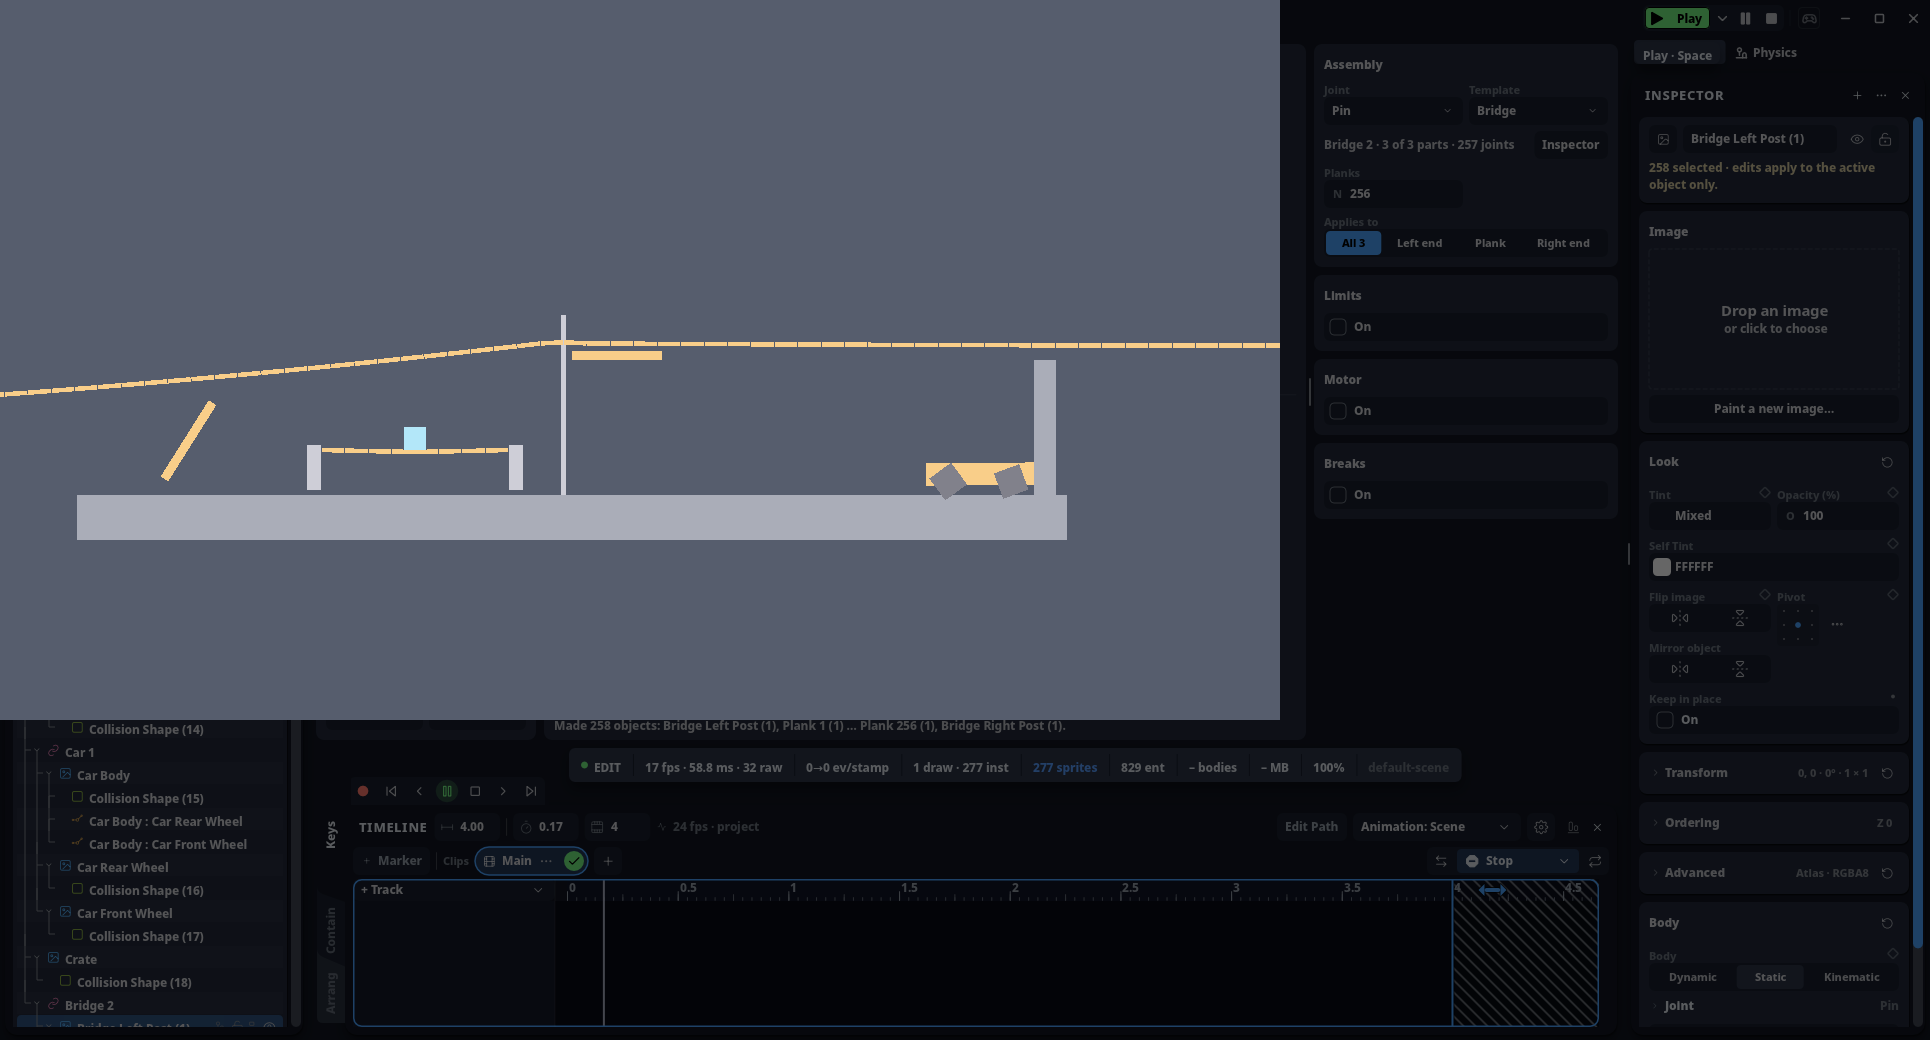 Play
Play · Space
Physics
INSPECTOR
Assembly
Joint
Template
Pin
Bridge
Bridge 2 · 3 of 3 parts · 257 joints
Inspector
Planks
N 256
Applies to
All 3
Left end
Plank
Right end
Limits
On
Motor
On
Breaks
On
Bridge Left Post (1)
258 selected · edits apply to the active
object only.
Image
Drop an image
or click to choose
Paint a new image...
Look
Tint
Opacity (%)
Mixed
O 100
Self Tint
FFFFFF
Flip image
Pivot
Mirror object
Keep in place
On
Transform
0, 0 · 0° · 1 × 1
Ordering
Z 0
Advanced
Atlas · RGBA8
Body
Body
Dynamic
Static
Kinematic
Joint
Pin
Made 258 objects: Bridge Left Post (1), Plank 1 (1) ... Plank 256 (1), Bridge Right Post (1).
Collision Shape (14)
Car 1
Car Body
Collision Shape (15)
Car Body : Car Rear Wheel
Car Body : Car Front Wheel
Car Rear Wheel
Collision Shape (16)
Car Front Wheel
Collision Shape (17)
Crate
Collision Shape (18)
Bridge 2
Bridge Left Post (1)
EDIT
17 fps · 58.8 ms · 32 raw
0→0 ev/stamp
1 draw · 277 inst
277 sprites
829 ent
– bodies
– MB
100%
default-scene
Keys
Contain
Arrang
TIMELINE
4.00
0.17
4
24 fps · project
Edit Path
Animation: Scene
+ Marker
Clips
Main
...
+
Stop
+ Track
0
0.5
1
1.5
2
2.5
3
3.5
4
4.5